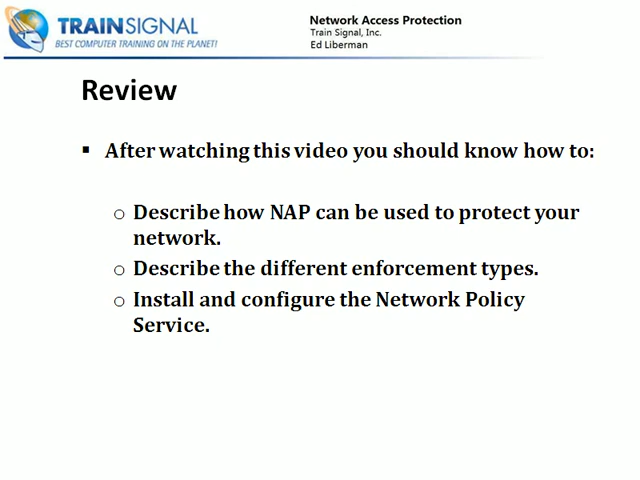 TRAINSIGNAL
BEST COMPUTER TRAINING ON THE PLANET!
Network Access Protection
Train Signal, Inc.
Ed Liberman
Review
▪ After watching this video you should know how to:
o Describe how NAP can be used to protect your
network.
o Describe the different enforcement types.
o Install and configure the Network Policy
Service.